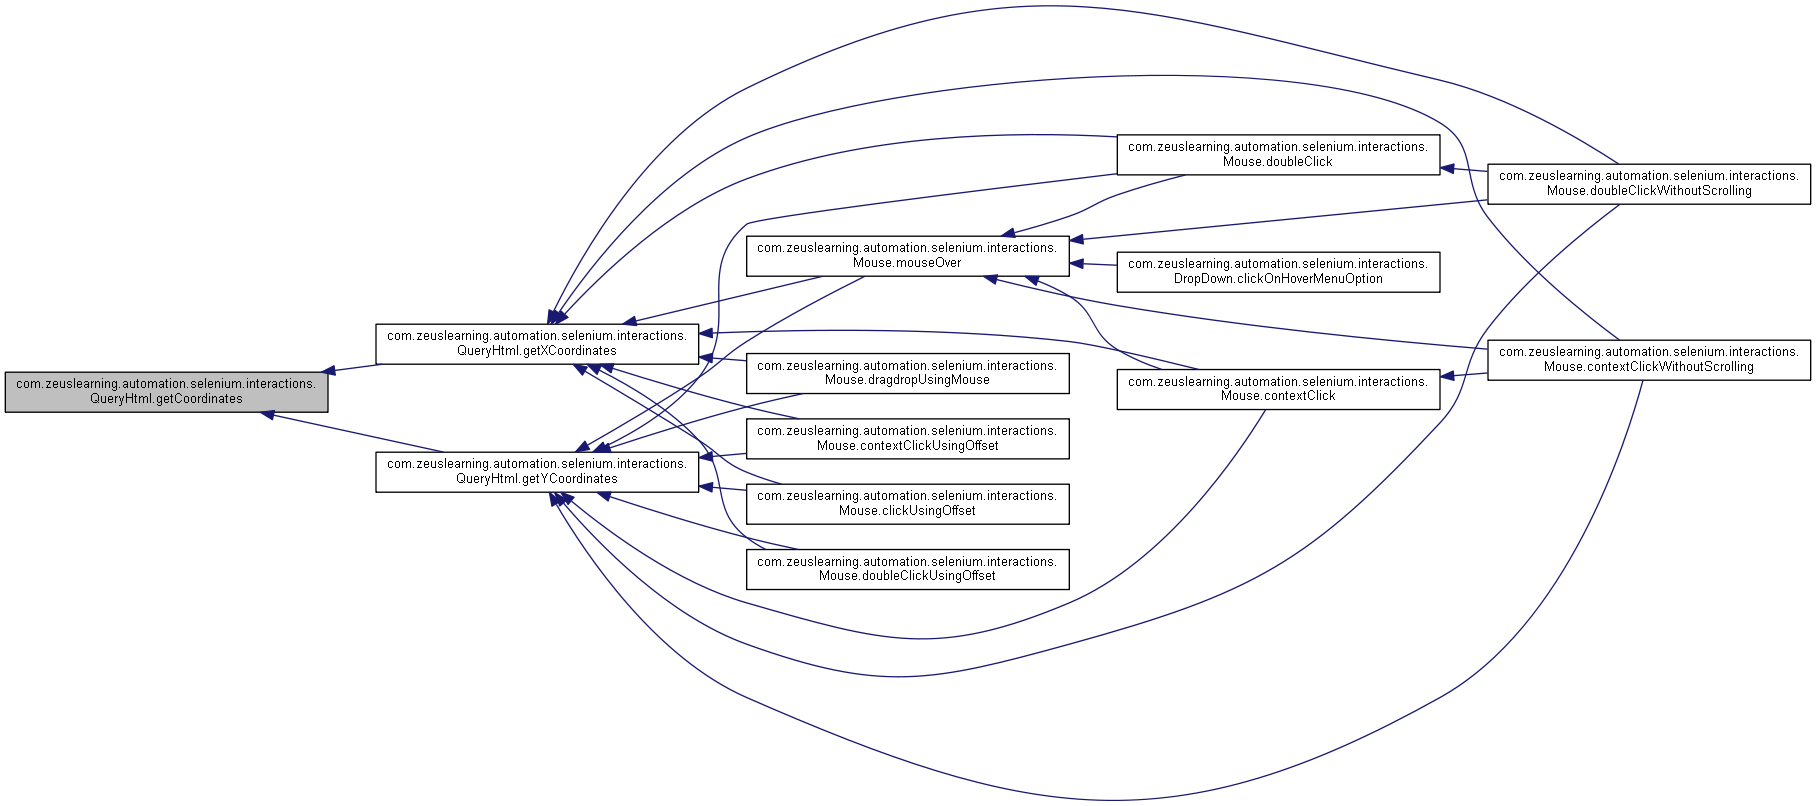 com.zeuslearning.automation.selenium.interactions.
QueryHtml.getCoordinates
com.zeuslearning.automation.selenium.interactions.
QueryHtml.getXCoordinates
com.zeuslearning.automation.selenium.interactions.
QueryHtml.getYCoordinates
com.zeuslearning.automation.selenium.interactions.
Mouse.mouseOver
com.zeuslearning.automation.selenium.interactions.
Mouse.dragdropUsingMouse
com.zeuslearning.automation.selenium.interactions.
Mouse.contextClickUsingOffset
com.zeuslearning.automation.selenium.interactions.
Mouse.clickUsingOffset
com.zeuslearning.automation.selenium.interactions.
Mouse.doubleClickUsingOffset
com.zeuslearning.automation.selenium.interactions.
Mouse.doubleClick
com.zeuslearning.automation.selenium.interactions.
DropDown.clickOnHoverMenuOption
com.zeuslearning.automation.selenium.interactions.
Mouse.contextClick
com.zeuslearning.automation.selenium.interactions.
Mouse.doubleClickWithoutScrolling
com.zeuslearning.automation.selenium.interactions.
Mouse.contextClickWithoutScrolling